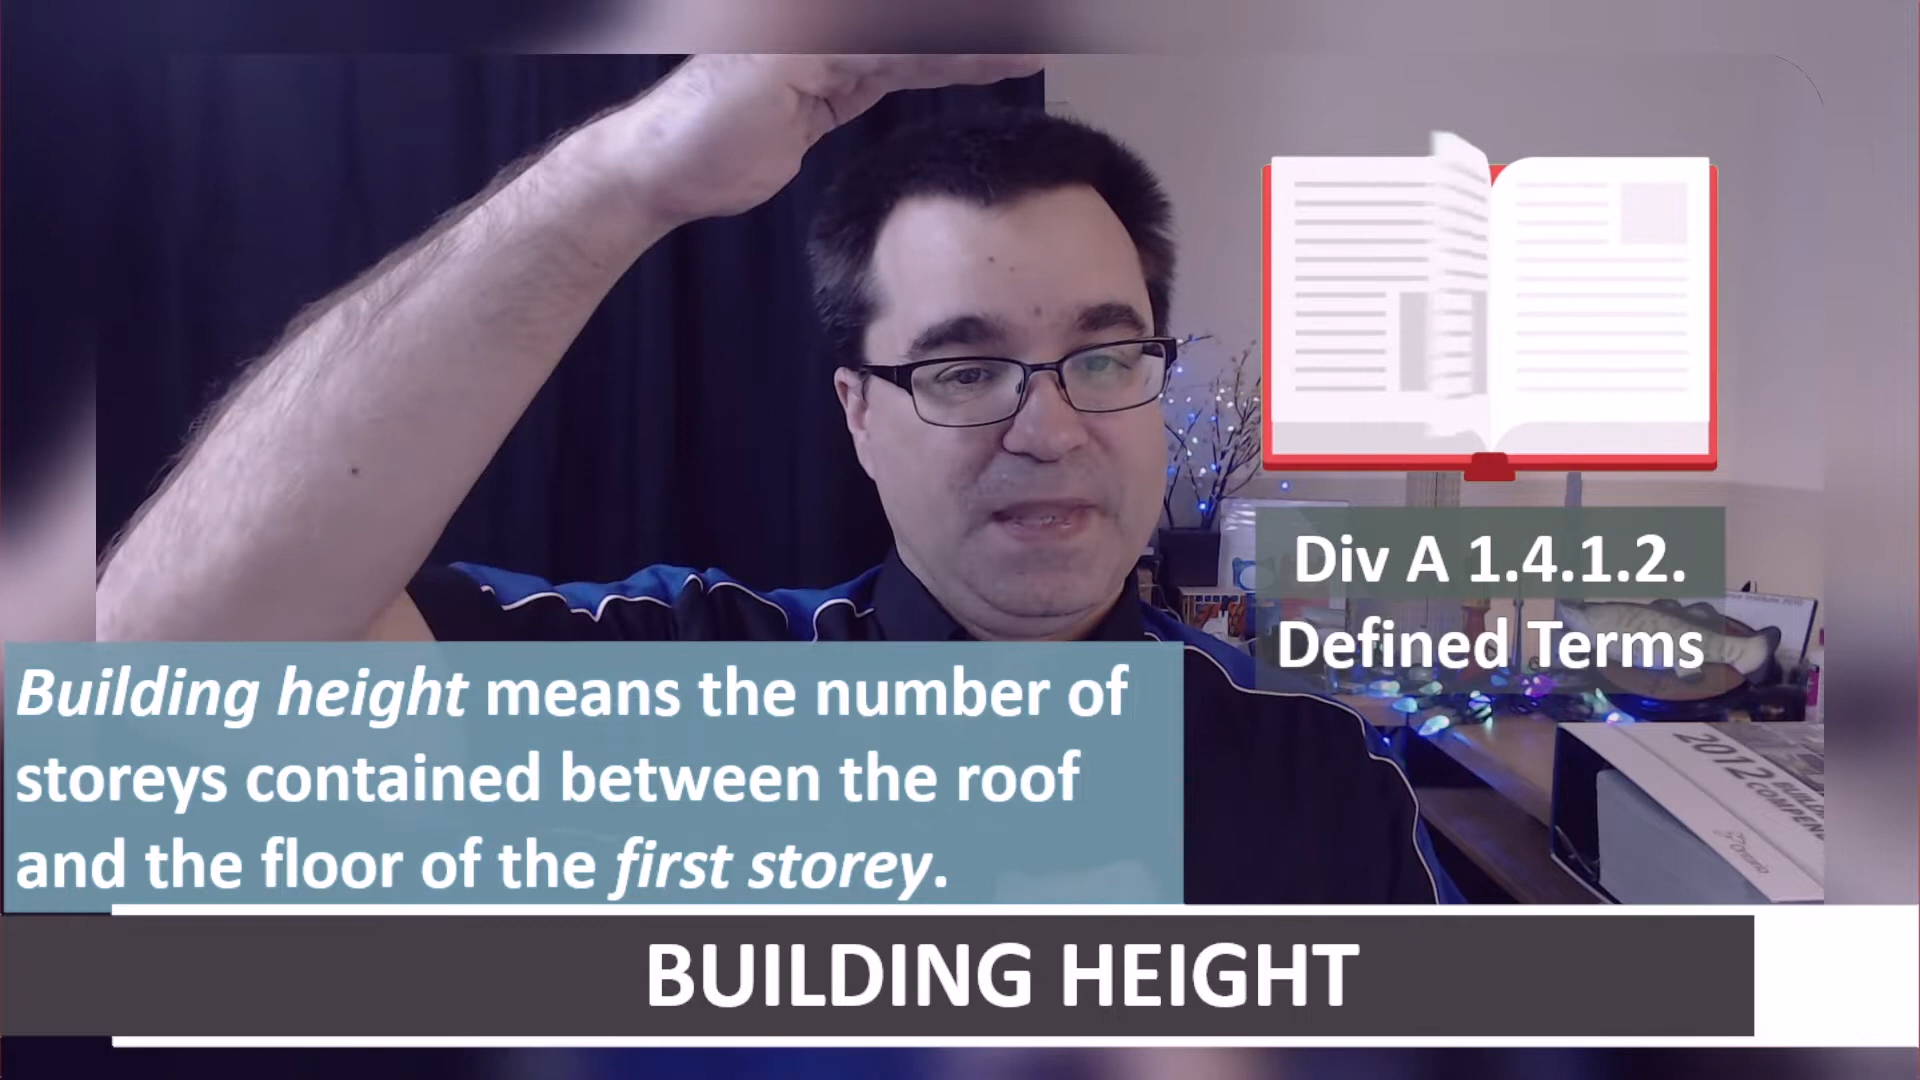 Div A 1.4.1.2.
Defined Terms
Building height means the number of
storeys contained between the roof
and the floor of the first storey.
2012
Ontario
BUILDING HEIGHT